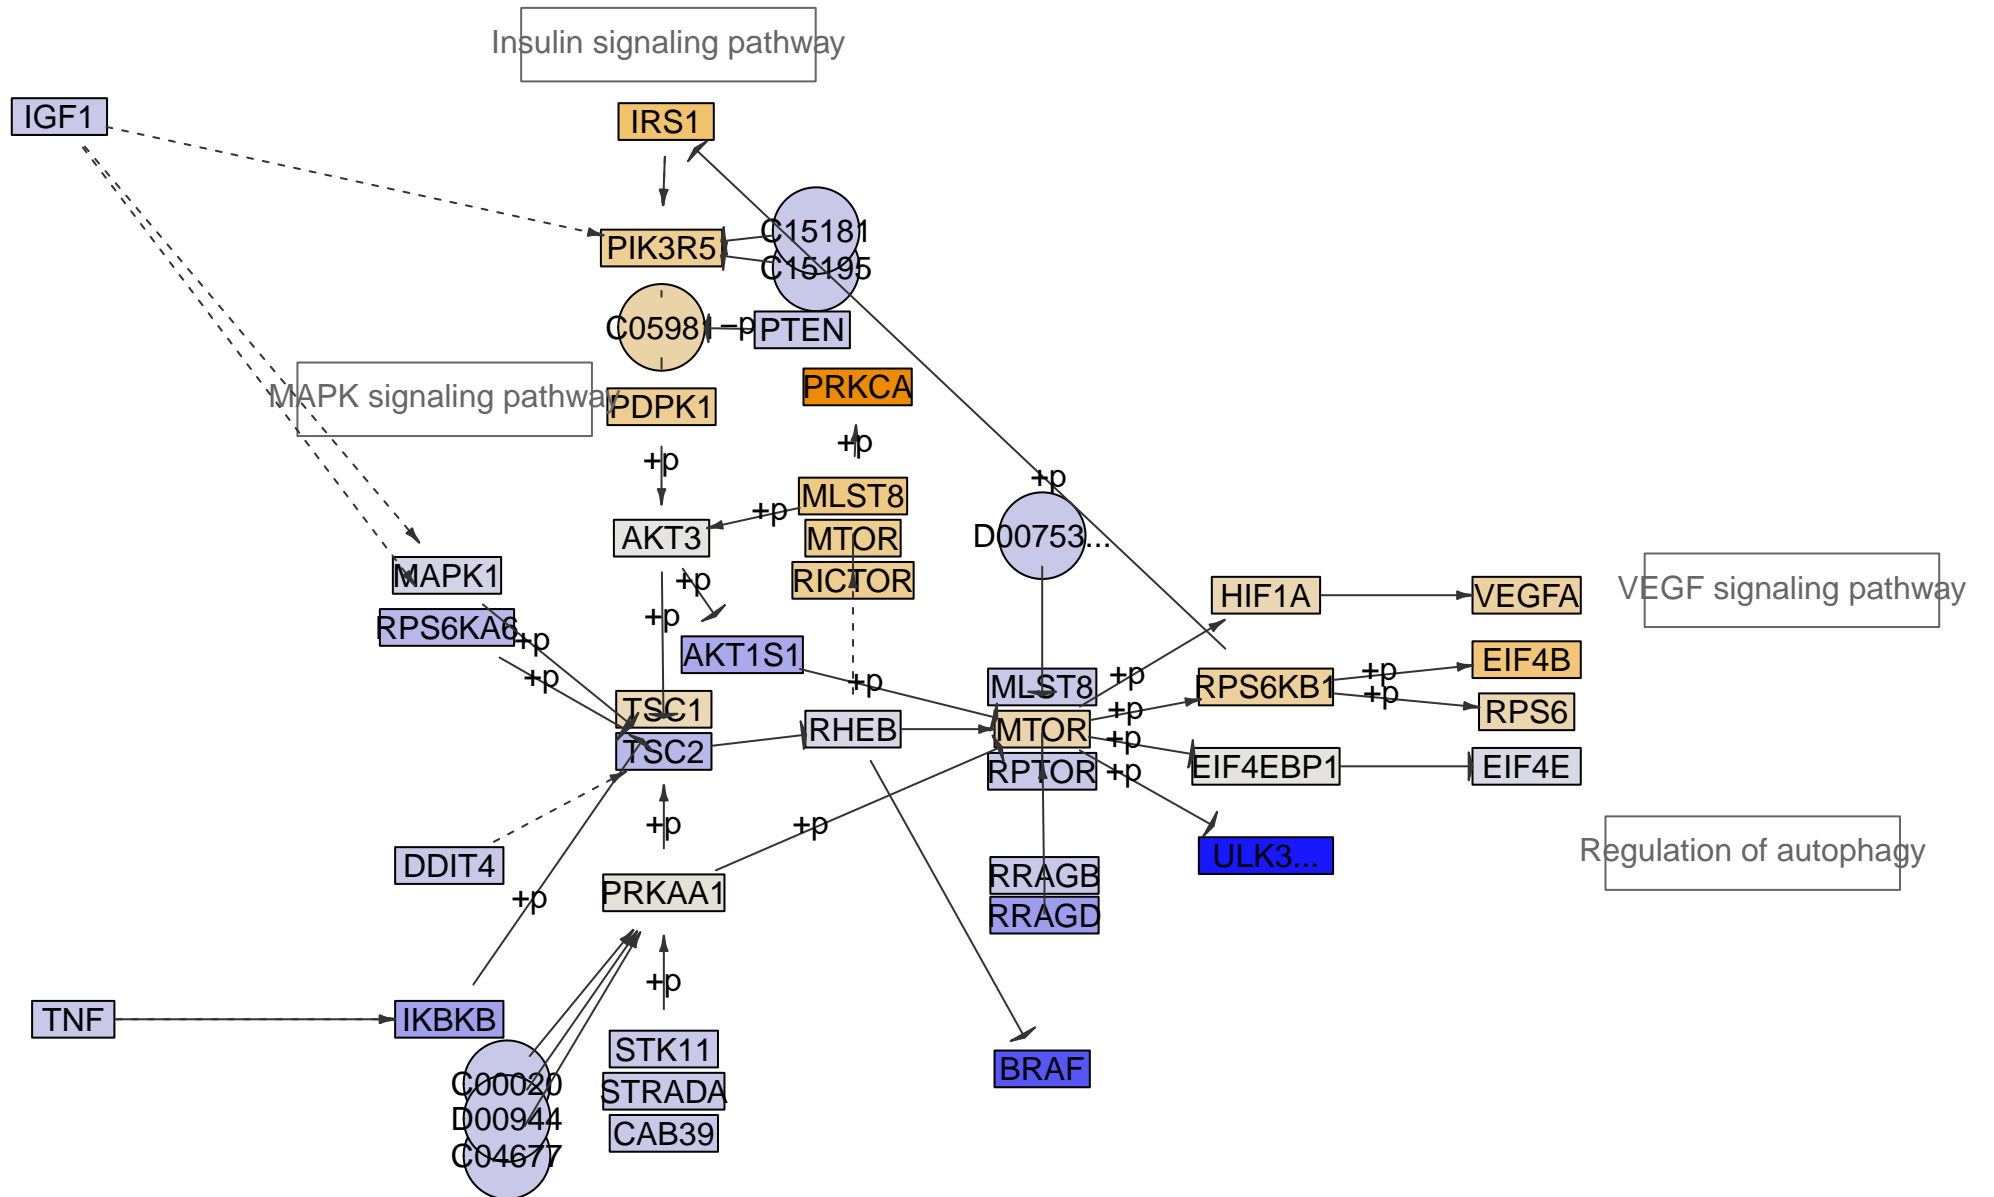 Insulin signaling pathway
IGF1
IRS1
C15181
PIK3R5
C15195
C0598
–p
PTEN
PRKCA
MAPK signaling pathway
PDPK1
+p
+p
+p
MLST8
+p
AKT3
MTOR
D00753...
MAPK1
+p
RICTOR
HIF1A
VEGFA
VEGF signaling pathway
RPS6KA6
+p
+p
+p
AKT1S1
+p
+p
MLST8
+p
RPS6KB1
+p
EIF4B
+p
TSC1
+p
RPS6
TSC2
RHEB
MTOR
+p
RPTOR
+p
EIF4EBP1
EIF4E
+p
+p
DDIT4
PRKAA1
+p
RRAGB
ULK3...
Regulation of autophagy
RRAGD
+p
TNF
IKBKB
STK11
BRAF
C00020
STRADA
D00944
CAB39
C04677